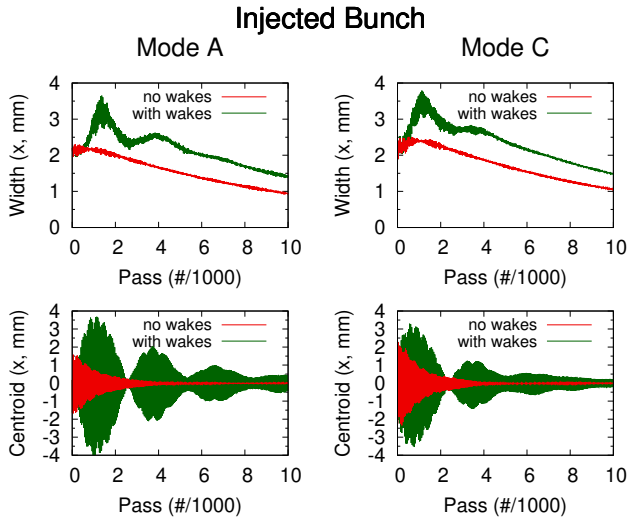 Injected Bunch
Mode A
Mode C
Width (x, mm)
4
3
2
1
0
no wakes
with wakes
0 2 4 6 8 10
Pass (#/1000)
Width (x, mm)
4
3
2
1
0
no wakes
with wakes
0 2 4 6 8 10
Pass (#/1000)
Centroid (x, mm)
4
3
2
1
0
-1
-2
-3
-4
no wakes
with wakes
0 2 4 6 8 10
Pass (#/1000)
Centroid (x, mm)
4
3
2
1
0
-1
-2
-3
-4
no wakes
with wakes
0 2 4 6 8 10
Pass (#/1000)